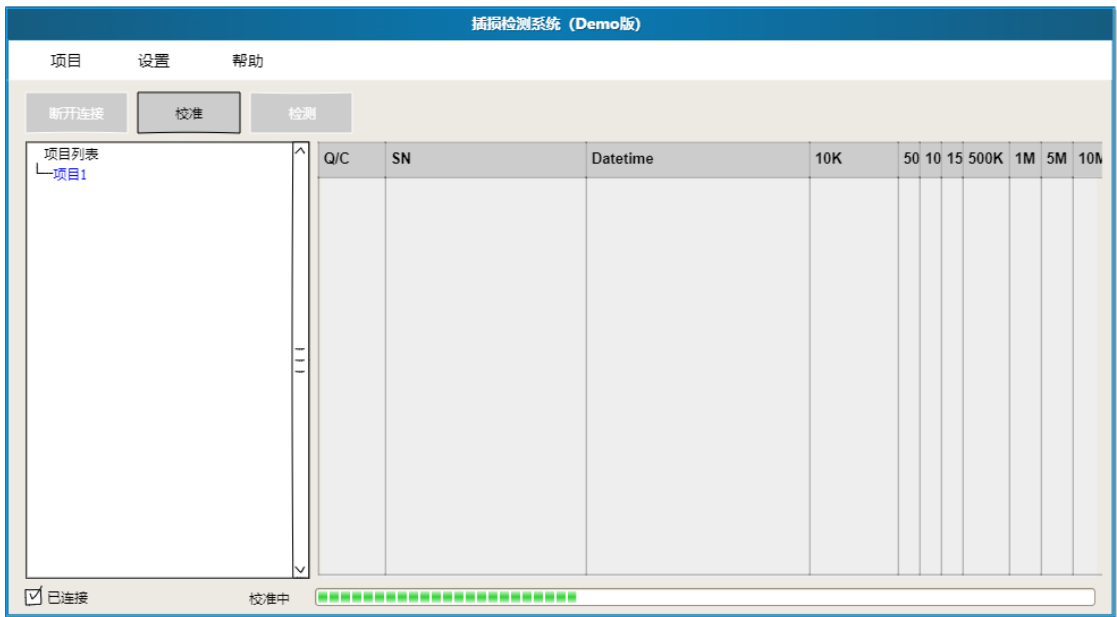 插损检测系统（Demo版）
项目 设置 帮助
断开连接 校准 检测
项目列表
项目1
Q/C SN Datetime 10K 50 10 15 500K 1M 5M 10M
已连接 校准中